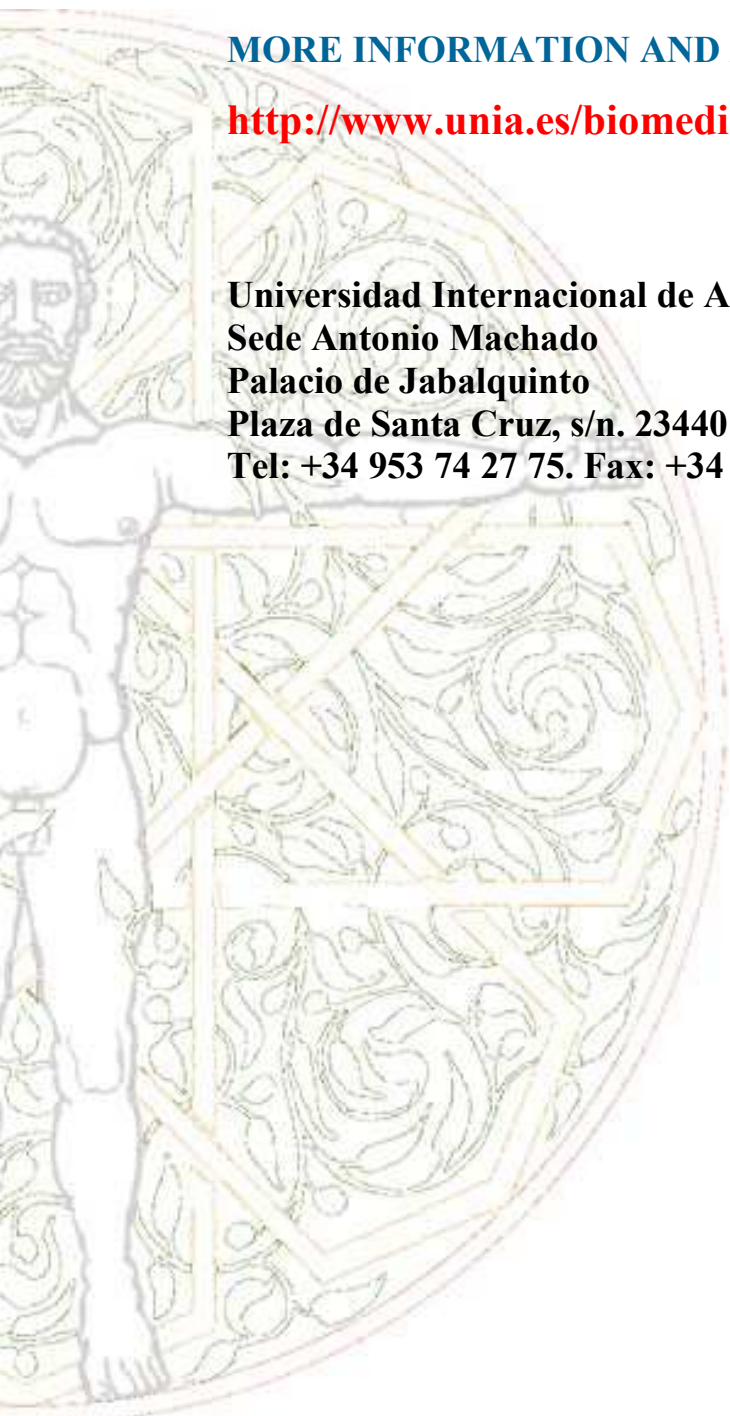 MORE INFORMATION AND
http://www.unia.es/biomedi
Universidad Internacional de A
Sede Antonio Machado
Palacio de Jabalquinto
Plaza de Santa Cruz, s/n. 23440
Tel: +34 953 74 27 75. Fax: +34